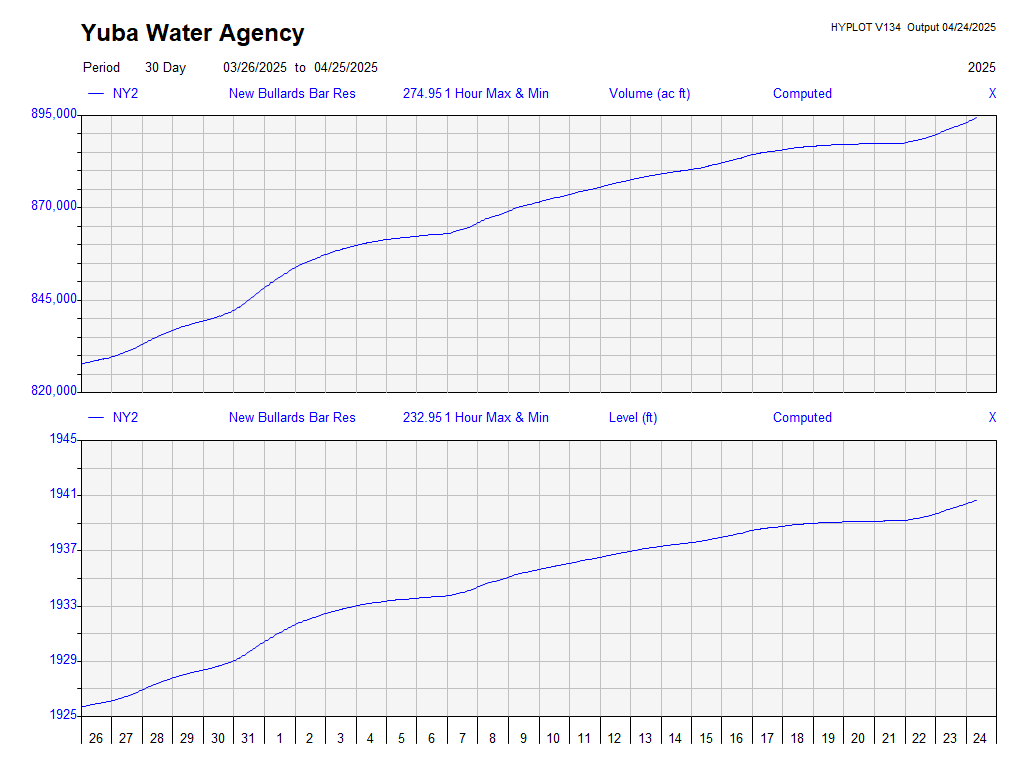 Yuba Water Agency
HYPLOT V134 Output 04/24/2025
Period 30 Day 03/26/2025 to 04/25/2025 2025
NY2 New Bullards Bar Res 274.95 1 Hour Max & Min Volume (ac ft) Computed X
895,000
870,000
845,000
820,000
NY2 New Bullards Bar Res 232.95 1 Hour Max & Min Level (ft) Computed X
1945
1941
1937
1933
1929
1925
26 27 28 29 30 31 1 2 3 4 5 6 7 8 9 10 11 12 13 14 15 16 17 18 19 20 21 22 23 24